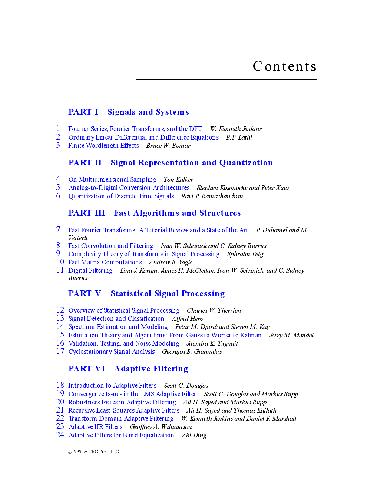 Contents
PART I Signals and Systems
1 Fourier Series, Fourier Transforms, and the DFT W. Kenneth Jenkins
2 Ordinary Linear Differential and Difference Equations B.P. Lathi
3 Finite Wordlength Effects Bruce W. Bomar
PART II Signal Representation and Quantization
4 On Multidimensional Sampling Ton Kalker
5 Analog-to-Digital Conversion Architectures Stephen Kosonocky and Peter Xiao
6 Quantization of Discrete Time Signals Ravi P. Ramachandran
PART III Fast Algorithms and Structures
7 Fast Fourier Transforms: A Tutorial Review and a State of the Art P. Duhamel and M.
Vetterli
8 Fast Convolution and Filtering Ivan W. Selesnick and C. Sidney Burrus
9 Complexity Theory of Transforms in Signal Processing Ephraim Feig
10 Fast Matrix Computations Andrew E. Yagle
11 Digital Filtering Lina J. Karam, James H. McClellan, Ivan W. Selesnick, and C. Sidney
Burrus
PART V Statistical Signal Processing
12 Overview of Statistical Signal Processing Charles W. Therrien
13 Signal Detection and Classification Alfred Hero
14 Spectrum Estimation and Modeling Petar M. Djurić and Steven M. Kay
15 Estimation Theory and Algorithms: From Gauss to Wiener to Kalman Jerry M. Mendel
16 Validation, Testing, and Noise Modeling Jitendra K. Tugnait
17 Cyclostationary Signal Analysis Georgios B. Giannakis
PART VI Adaptive Filtering
18 Introduction to Adaptive Filters Scott C. Douglas
19 Convergence Issues in the LMS Adaptive Filter Scott C. Douglas and Markus Rupp
20 Robustness Issues in Adaptive Filtering Ali H. Sayed and Markus Rupp
21 Recursive Least-Squares Adaptive Filters Ali H. Sayed and Thomas Kailath
22 Transform Domain Adaptive Filtering W. Kenneth Jenkins and Daniel F. Marshall
23 Adaptive IIR Filters Geoffrey A. Williamson
24 Adaptive Filters for Blind Equalization Zhi Ding